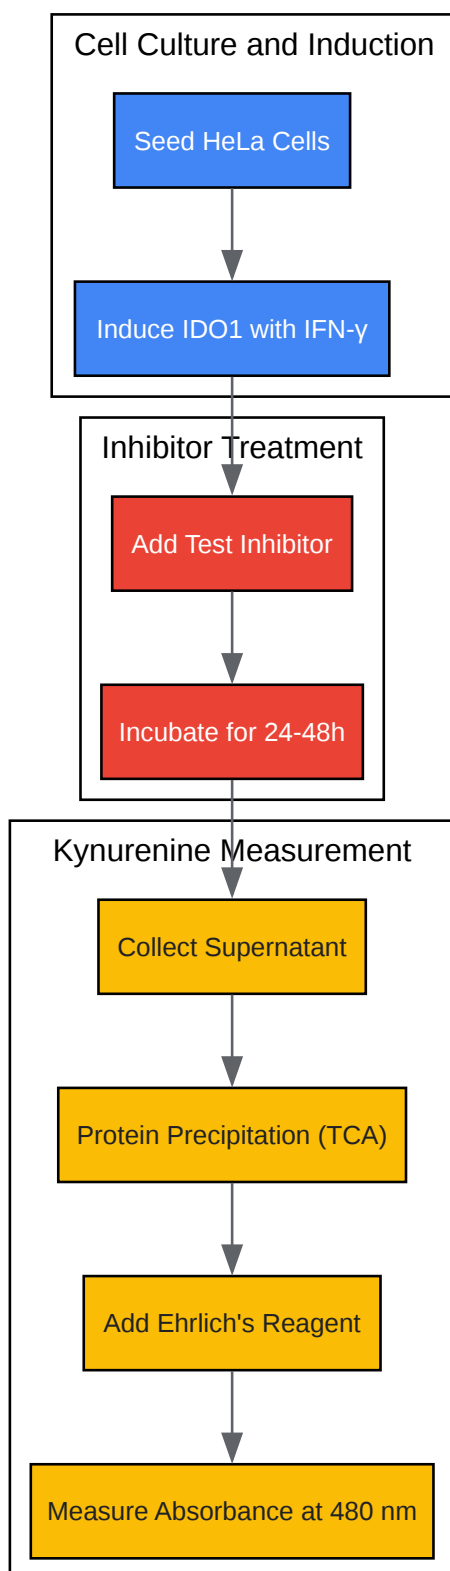 Cell Culture and Induction
Seed HeLa Cells
Induce IDO1 with IFN-γ
Inhibitor Treatment
Add Test Inhibitor
Incubate for 24-48h
Kynurenine Measurement
Collect Supernatant
Protein Precipitation (TCA)
Add Ehrlich's Reagent
Measure Absorbance at 480 nm